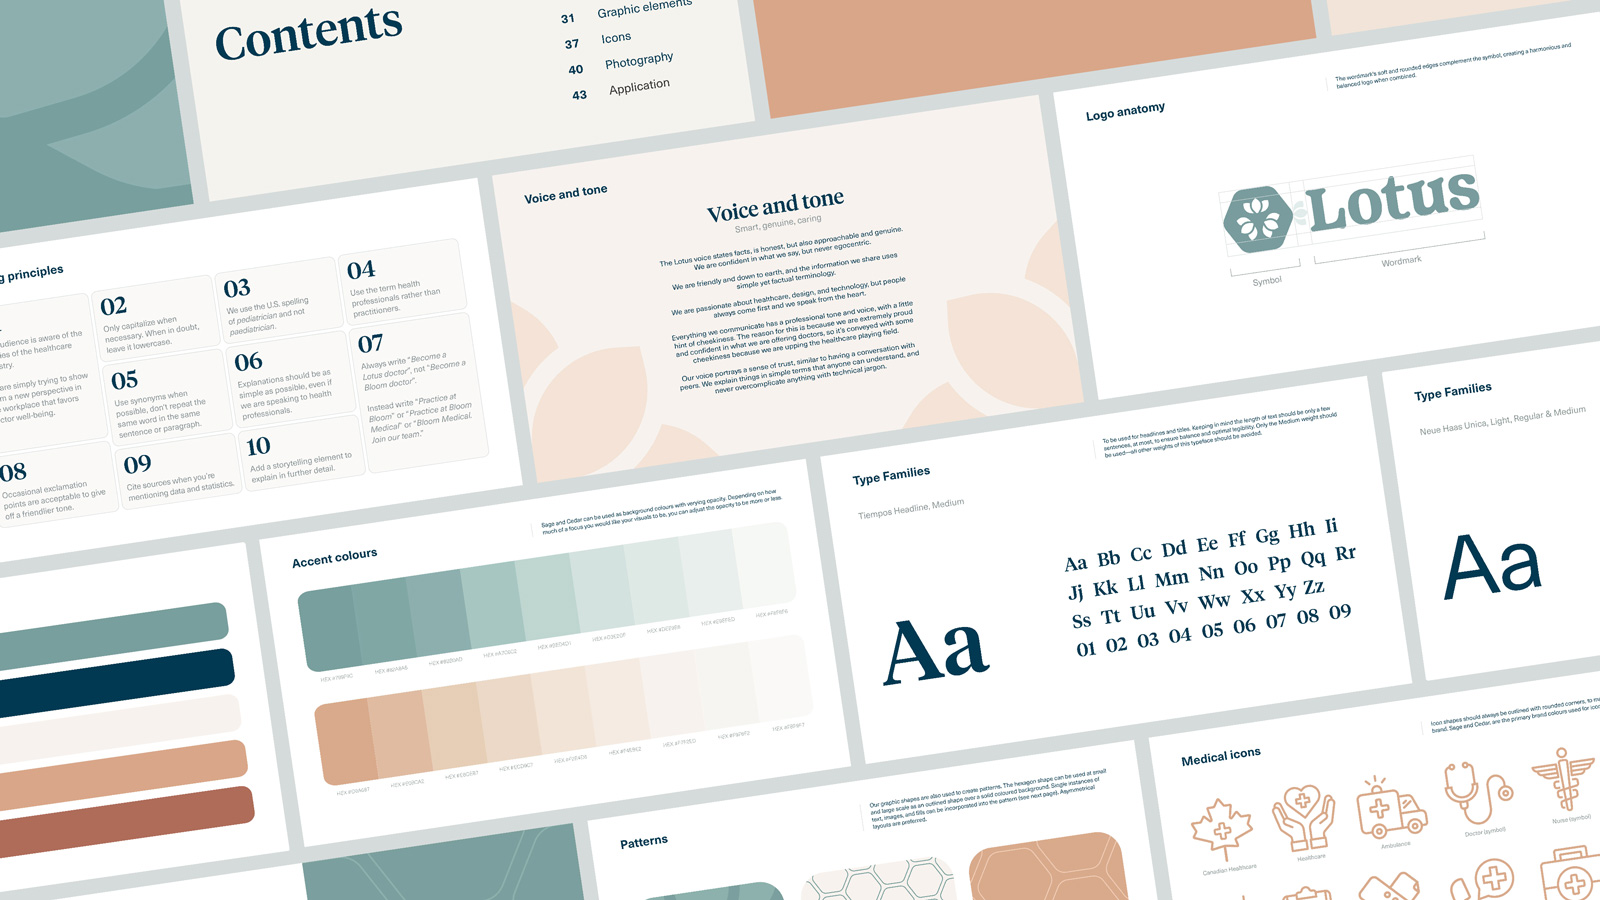 Contents
31 Graphic elements
37 Icons
40 Photography
43 Application
Logo anatomy
The wordmark's soft and rounded edges complement the symbol, creating a harmonious and
balanced logo when combined.
Lotus
Symbol
Wordmark
Voice and tone
Voice and tone
Smart, genuine, caring
The Lotus voice states facts, is honest, but also approachable and genuine.
We are confident in what we say, but never egocentric.
We are friendly and down to earth, and the information we share uses
simple yet factual terminology.
We are passionate about healthcare, design, and technology, but people
always come first and we speak from the heart.
Everything we communicate has a professional tone and voice, with a little
hint of cheekiness. The reason for this is because we are extremely proud
and confident in what we are offering doctors, so it's conveyed with some
cheekiness because we are upping the healthcare playing field.
Our voice portrays a sense of trust, similar to having a conversation with
peers. We explain things in simple terms that anyone can understand, and
never overcomplicate anything with technical jargon.
g principles
udience is aware of the
es of the healthcare
stry.
are simply trying to show
m a new perspective in
workplace that favors
ctor well-being.
02
Only capitalize when
necessary. When in doubt,
leave it lowercase.
03
We use the U.S. spelling
of pediatrician and not
paediatrician.
04
Use the term health
professionals rather than
practitioners.
05
Use synonyms when
possible, don't repeat the
same word in the same
sentence or paragraph.
06
Explanations should be as
simple as possible, even if
we are speaking to health
professionals.
07
Always write "Become a
Lotus doctor", not "Become a
Bloom doctor".
Instead write "Practice at
Bloom" or "Practice at Bloom
Medical" or "Bloom Medical.
Join our team."
08
Occasional exclamation
points are acceptable to give
off a friendlier tone.
09
Cite sources when you're
mentioning data and statistics.
10
Add a storytelling element to
explain in further detail.
Accent colours
Sage and Cedar can be used as background colours with verying opacity. Depending on how
much of a focus you would like your visuals to be, you can adjust the opacity to be more or less.
Type Families
Tiempos Headline, Medium
To be used for headlines and titles. Keeping in mind the length of text should be only a few
sentences, at most, to ensure balance and optimal legibility. Only the Medium weight should
be used—all other weights of this typeface should be avoided.
Aa
Aa Bb Cc Dd Ee Ff Gg Hh Ii
Jj Kk Ll Mm Nn Oo Pp Qq Rr
Ss Tt Uu Vv Ww Xx Yy Zz
01 02 03 04 05 06 07 08 09
Type Families
Neue Haas Unica, Light, Regular & Medium
Aa
Patterns
Our graphic shapes are also used to create patterns. The hexagon shape can be used at small
and large scale as an outlined shape over a solid coloured background. Single instances of
text, images, and fills can be incorporated into the pattern (see next page). Asymmetrical
layouts are preferred.
Medical icons
Icon shapes should always be outlined with rounded corners, to
brand. Sage and Cedar, are the primary brand colours used for
Canadian Healthcare
Healthcare
Ambulance
Doctor (symbol)
Nurse (symbol)